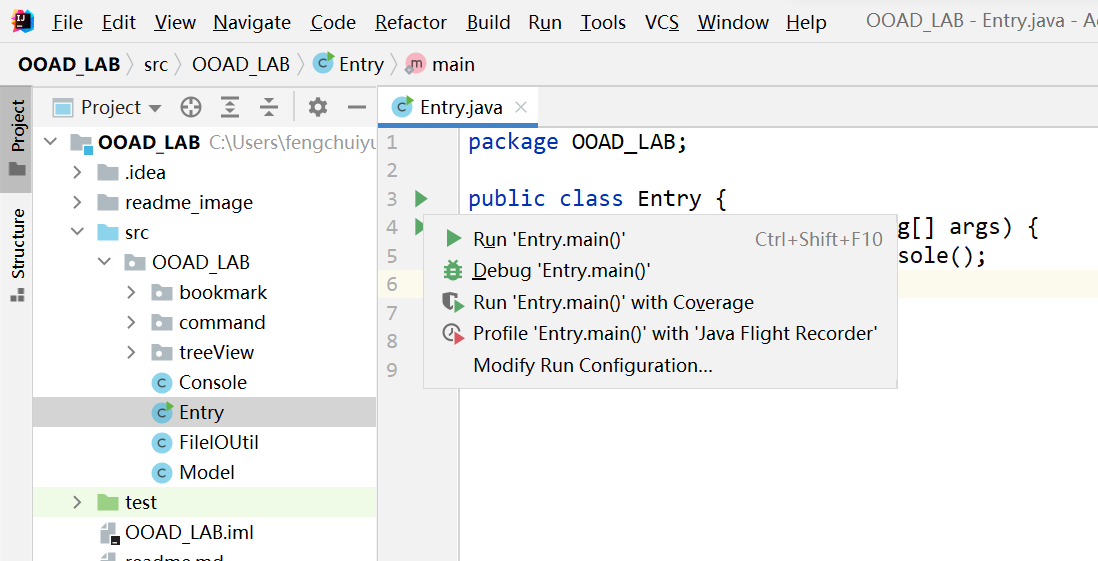 File Edit View Navigate Code Refactor Build Run Tools VCS Window Help OOAD_LAB - Entry.java -
OOAD_LAB src OOAD_LAB Entry main
Project
Structure
Project
OOAD_LAB C:\Users\fengchuiyu
.idea
readme_image
src
OOAD_LAB
bookmark
command
treeView
Console
Entry
FileIOUtil
Model
test
OOAD_LAB.iml
readme.md
Entry.java
1 package OOAD_LAB;
2
3 public class Entry {
4 g[] args) {
5 sole();
6
7
8
9
Run 'Entry.main()' Ctrl+Shift+F10
Debug 'Entry.main()'
Run 'Entry.main()' with Coverage
Profile 'Entry.main()' with 'Java Flight Recorder'
Modify Run Configuration...